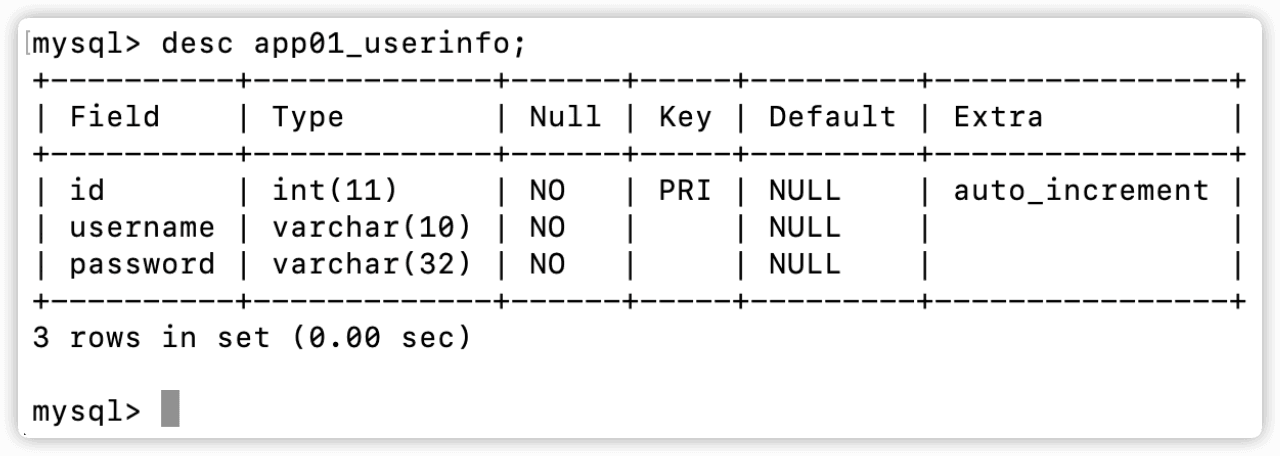 mysql> desc app01_userinfo;
+----------+-------------+------+-----+---------+----------------+
| Field    | Type        | Null | Key | Default | Extra          |
+----------+-------------+------+-----+---------+----------------+
| id       | int(11)     | NO   | PRI | NULL    | auto_increment |
| username | varchar(10) | NO   |     | NULL    |                |
| password | varchar(32) | NO   |     | NULL    |                |
+----------+-------------+------+-----+---------+----------------+
3 rows in set (0.00 sec)
mysql>